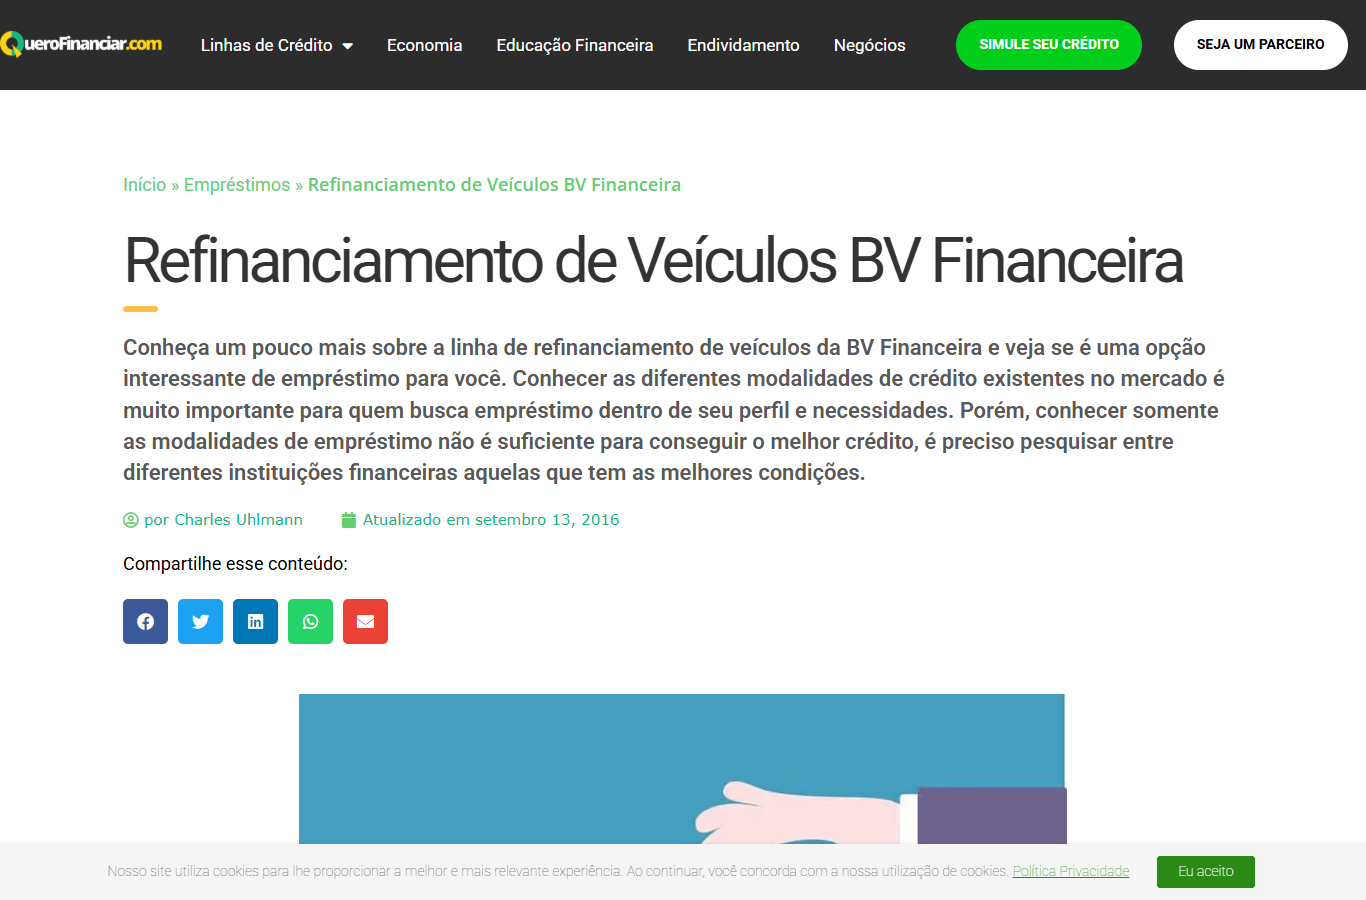 QueroFinanciar.com
Linhas de Crédito
Economia
Educação Financeira
Endividamento
Negócios
SIMULE SEU CRÉDITO
SEJA UM PARCEIRO
Início » Empréstimos » Refinanciamento de Veículos BV Financeira
Refinanciamento de Veículos BV Financeira
Conheça um pouco mais sobre a linha de refinanciamento de veículos da BV Financeira e veja se é uma opção
interessante de empréstimo para você. Conhecer as diferentes modalidades de crédito existentes no mercado é
muito importante para quem busca empréstimo dentro de seu perfil e necessidades. Porém, conhecer somente
as modalidades de empréstimo não é suficiente para conseguir o melhor crédito, é preciso pesquisar entre
diferentes instituições financeiras aquelas que tem as melhores condições.
por Charles Uhlmann
Atualizado em setembro 13, 2016
Compartilhe esse conteúdo:
Nosso site utiliza cookies para lhe proporcionar a melhor e mais relevante experiência. Ao continuar, você concorda com a nossa utilização de cookies. Política Privacidade
Eu aceito